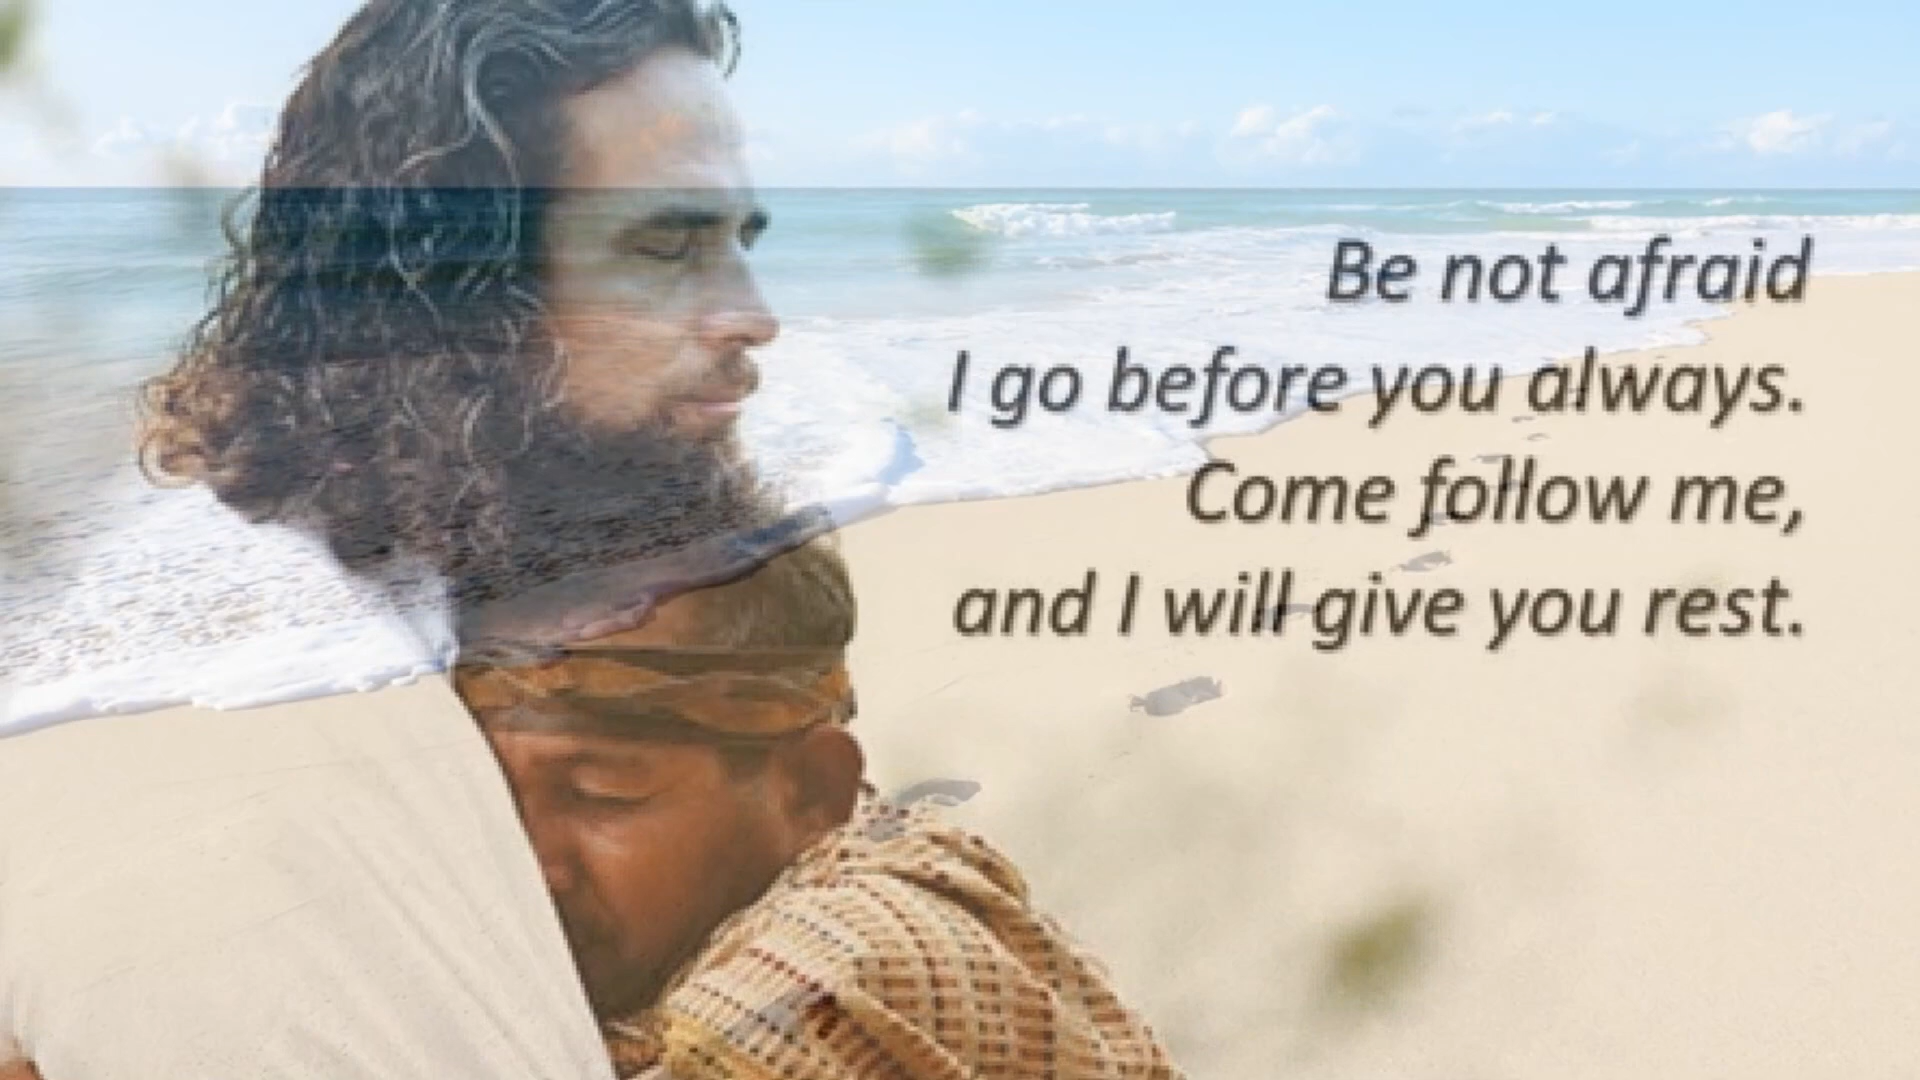 Be not afraid
I go before you always.
Come follow me,
and I will give you rest.